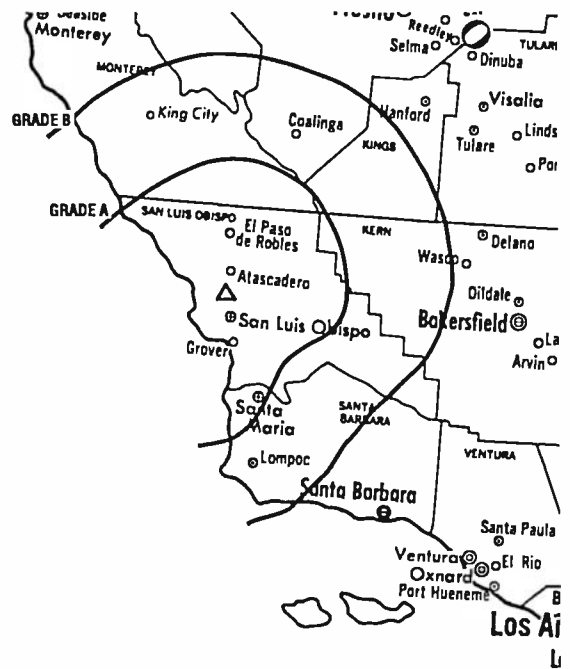 Seaside
Monterey
Reedley
Selma
Dinuba
MONTEREY
GRADE B
King City
Coalinga
Hanford
Visalia
Tulare
KINGS
GRADE A
SAN LUIS OBISPO
El Paso
de Robles
KERN
Delano
Wasco
Atascadero
Oildale
San Luis Obispo
Bakersfield
Grover
Arvin
Santa
Maria
SANTA
BARBARA
Lompoc
VENTURA
Santa Barbara
Santa Paula
Ventura
El Rio
Oxnard
Port Hueneme